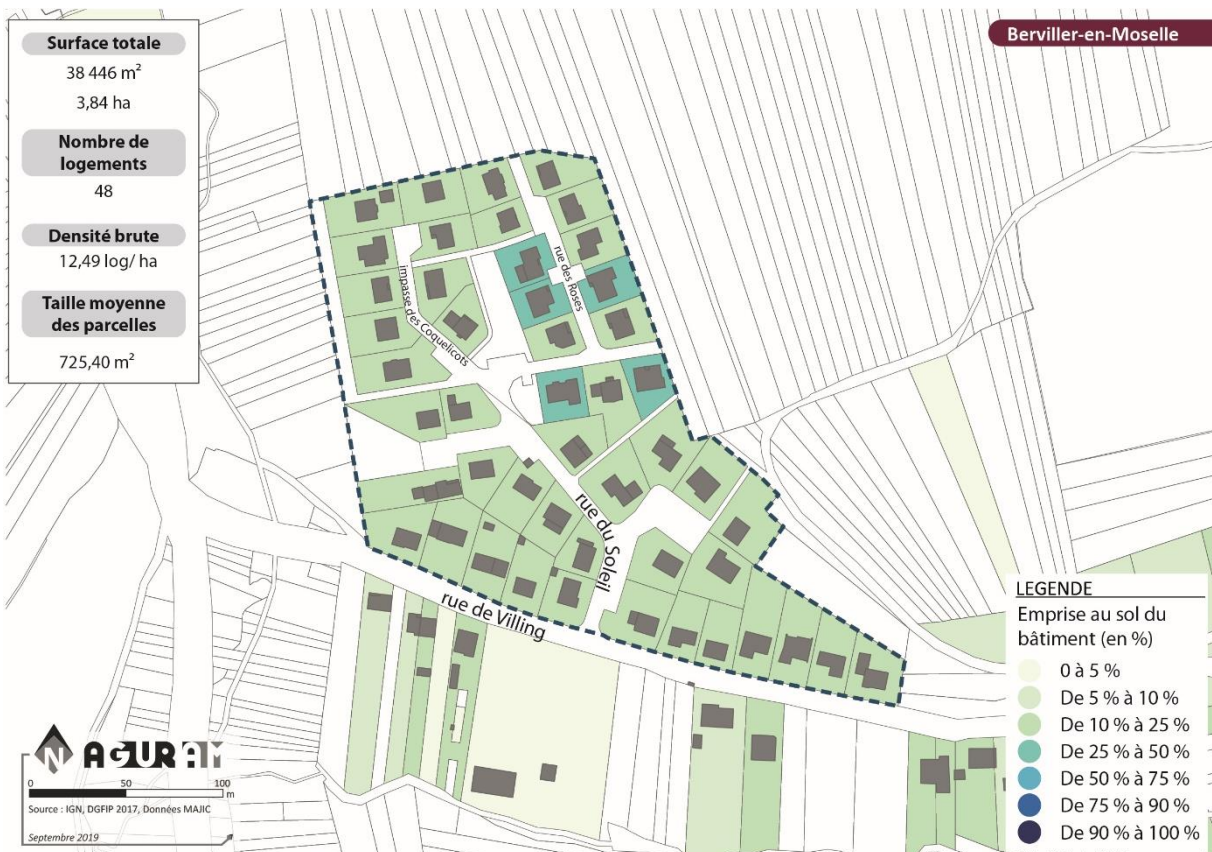 Surface totale
38 446 m²
3,84 ha
Nombre de
logements
48
Densité brute
12,49 log/ ha
Taille moyenne
des parcelles
725,40 m²
Berviller-en-Moselle
rue des Roses
impasse des Coquelicots
rue du Soleil
rue de Villing
LEGENDE
Emprise au sol du
bâtiment (en %)
0 à 5 %
De 5 % à 10 %
De 10 % à 25 %
De 25 % à 50 %
De 50 % à 75 %
De 75 % à 90 %
De 90 % à 100 %
N AGURAM
0 50 100
m
Source : IGN, DGFIP 2017, Données MAJIC
Septembre 2019